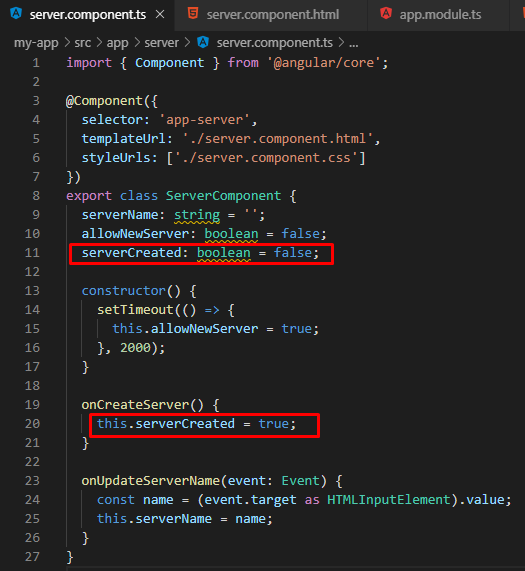 server.component.ts × server.component.html app.module.ts
my-app > src > app > server > server.component.ts > ...
1 import { Component } from '@angular/core';
2
3 @Component({
4   selector: 'app-server',
5   templateUrl: './server.component.html',
6   styleUrls: ['./server.component.css']
7 })
8 export class ServerComponent {
9   serverName: string = '';
10   allowNewServer: boolean = false;
11   serverCreated: boolean = false;
12
13   constructor() {
14     setTimeout(() => {
15       this.allowNewServer = true;
16     }, 2000);
17   }
18
19   onCreateServer() {
20     this.serverCreated = true;
21   }
22
23   onUpdateServerName(event: Event) {
24     const name = (event.target as HTMLInputElement).value;
25     this.serverName = name;
26   }
27 }